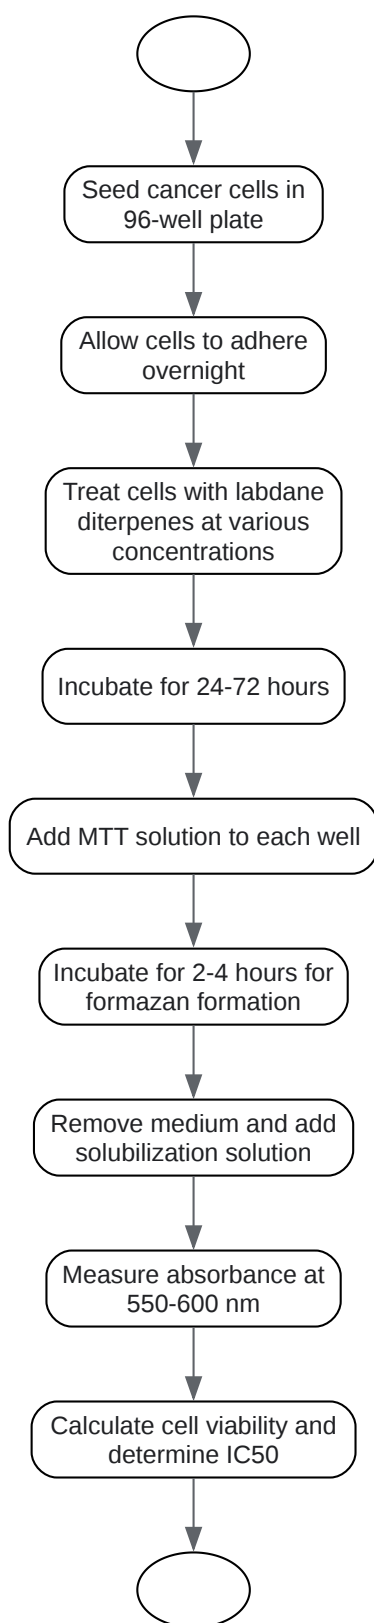 Seed cancer cells in
96-well plate
Allow cells to adhere
overnight
Treat cells with labdane
diterpenes at various
concentrations
Incubate for 24-72 hours
Add MTT solution to each well
Incubate for 2-4 hours for
formazan formation
Remove medium and add
solubilization solution
Measure absorbance at
550-600 nm
Calculate cell viability and
determine IC50